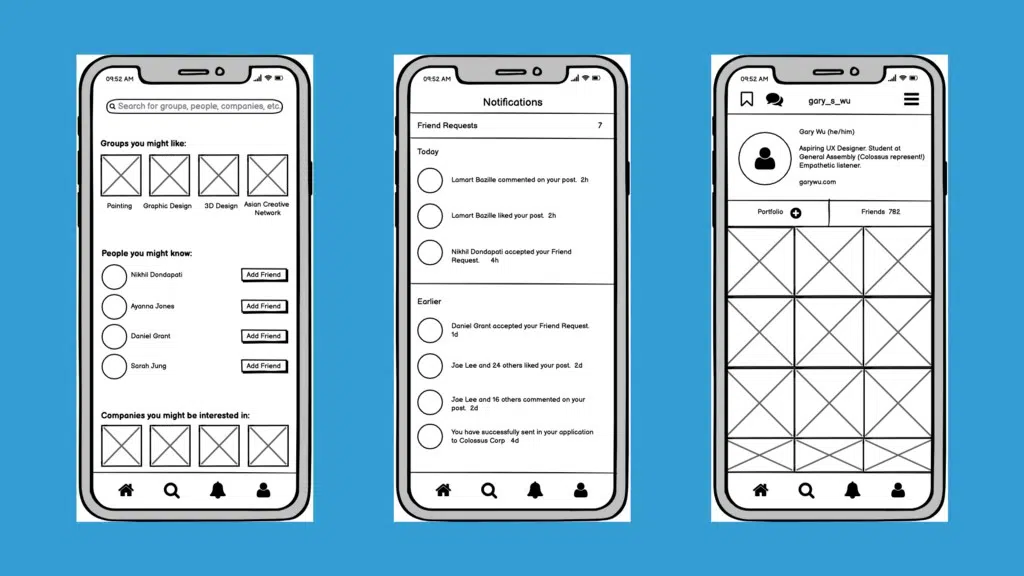 09:52 AM
Search for groups, people, companies, etc.
Groups you might like:
Painting
Graphic Design
3D Design
Asian Creative
Network
People you might know:
Nikhil Dondapati
Add Friend
Ayanna Jones
Add Friend
Daniel Grant
Add Friend
Sarah Jung
Add Friend
Companies you might be interested in:
09:52 AM
Notifications
Friend Requests 7
Today
Lamart Bazille commented on your post. 2h
Lamart Bazille liked your post. 2h
Nikhil Dondapati accepted your Friend
Request. 4h
Earlier
Daniel Grant accepted your Friend Request.
1d
Joe Lee and 24 others liked your post. 2d
Joe Lee and 16 others commented on your
post. 2d
You have successfully sent in your application
to Colossus Corp 4d
09:52 AM
gary_s_wu
Gary Wu (he/him)
Aspiring UX Designer. Student at
General Assembly (Colossus represent!)
Empathetic listener.
garywu.com
Portfolio
Friends 782